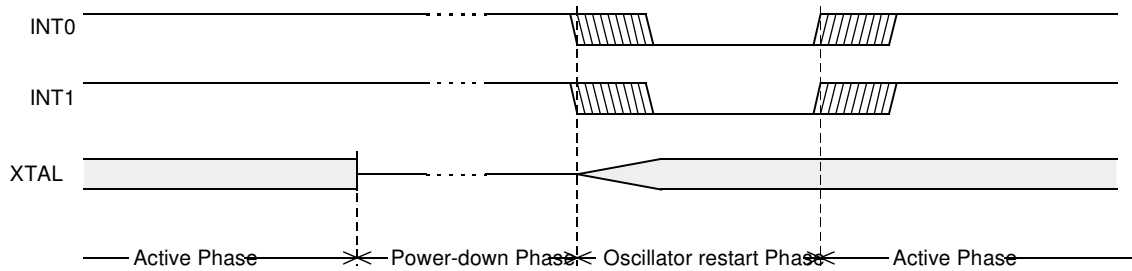 INT0
INT1
XTAL
Active Phase Power-down Phase Oscillator restart Phase Active Phase